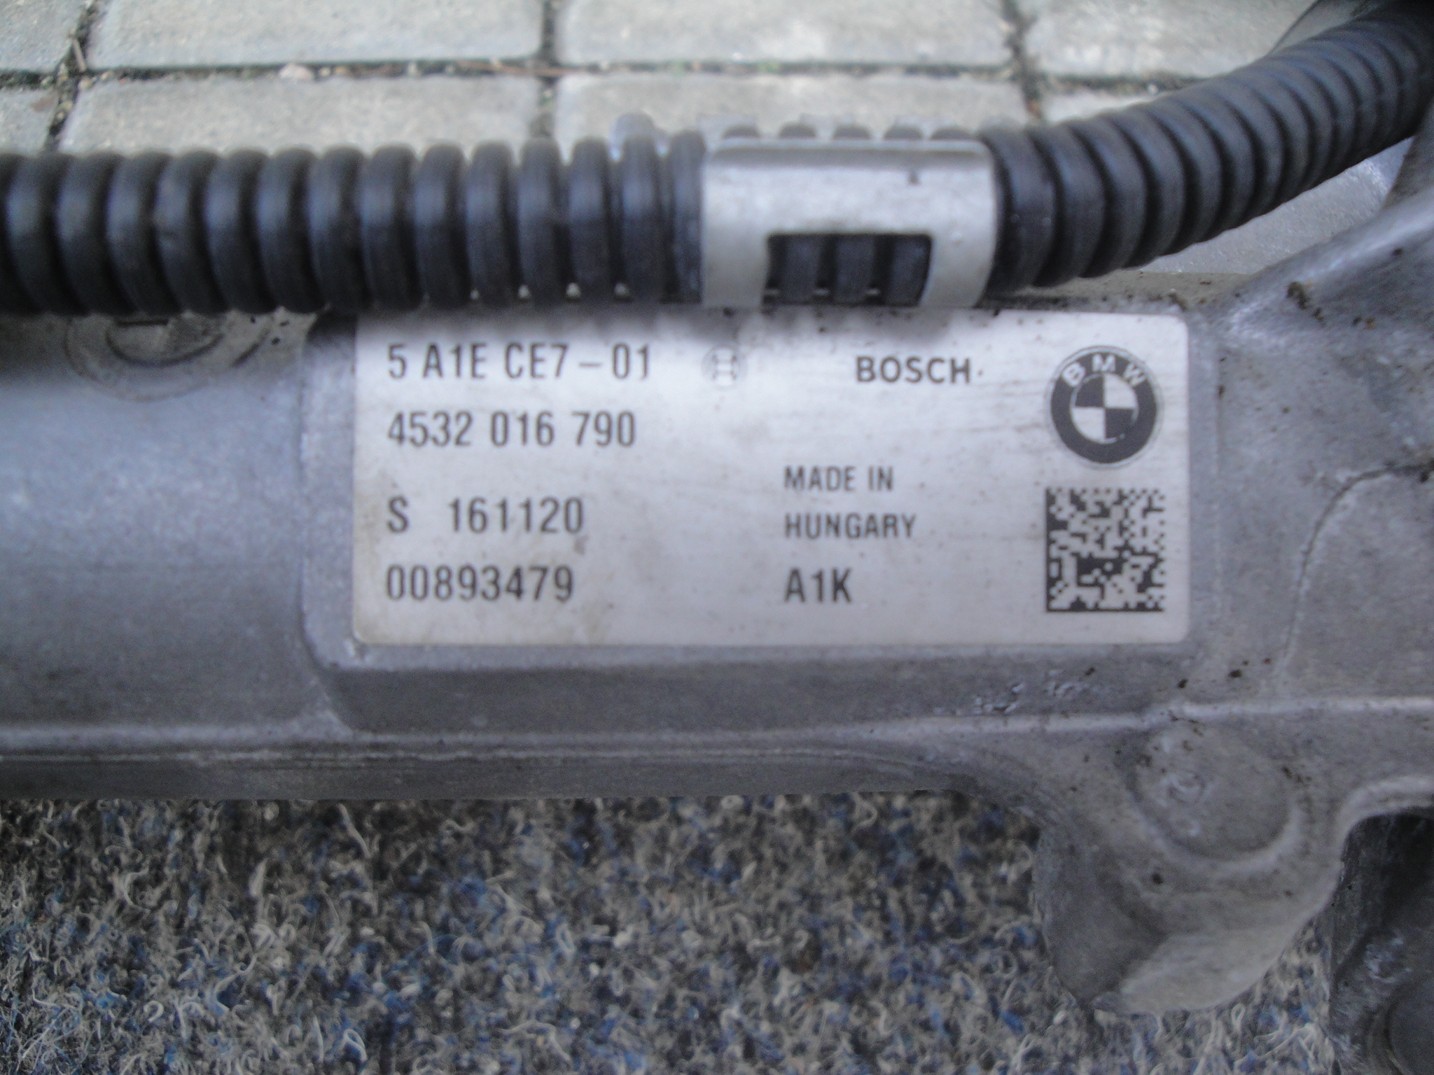 5 A1E CE7-01
BOSCH
BMW
4532 016 790
MADE IN
HUNGARY
S 161120
00893479
A1K